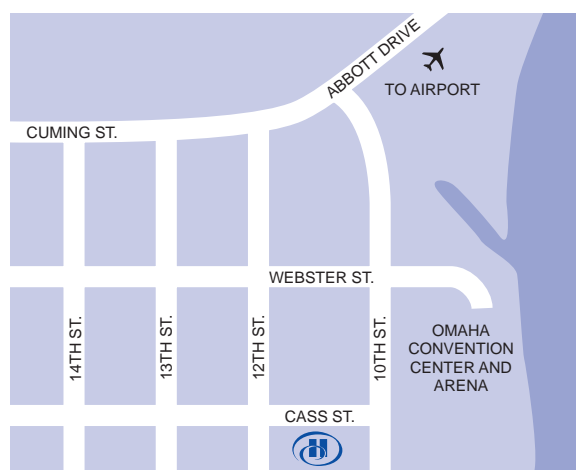 ABBOTT DRIVE
TO AIRPORT
CUMING ST.
WEBSTER ST.
14TH ST.
13TH ST.
12TH ST.
10TH ST.
OMAHA
CONVENTION
CENTER AND
ARENA
CASS ST.
H